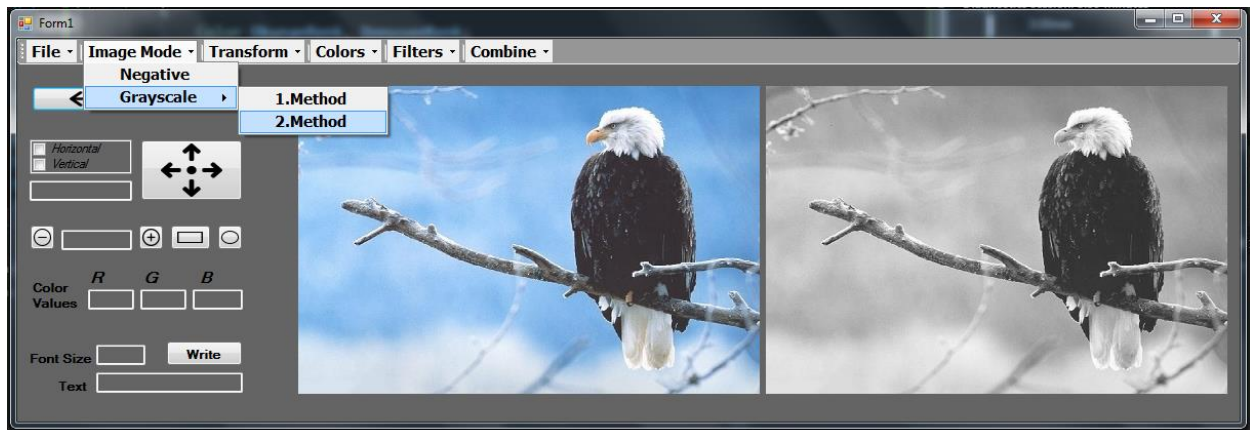 Form1
File Image Mode Transform Colors Filters Combine
Negative
Grayscale
1.Method
2.Method
Horizontal
Vertical
R G B
Color
Values
Font Size
Write
Text